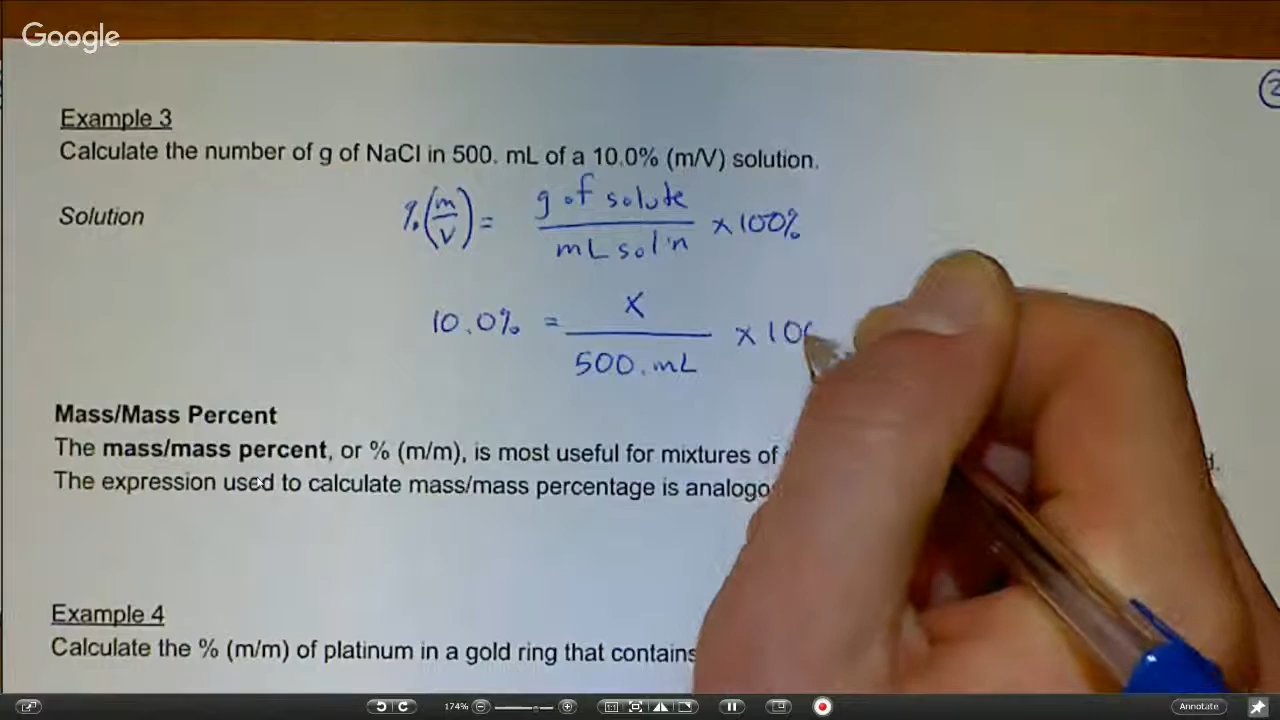 Google
2
Example 3
Calculate the number of g of NaCl in 500. mL of a 10.0% (m/V) solution.
Solution
%(m/V) = g of solute / mL sol'n × 100%
10.0% = X / 500. mL × 100
Mass/Mass Percent
The mass/mass percent, or % (m/m), is most useful for mixtures of
The expression used to calculate mass/mass percentage is analogo
Example 4
Calculate the % (m/m) of platinum in a gold ring that contains
174%
Annotate